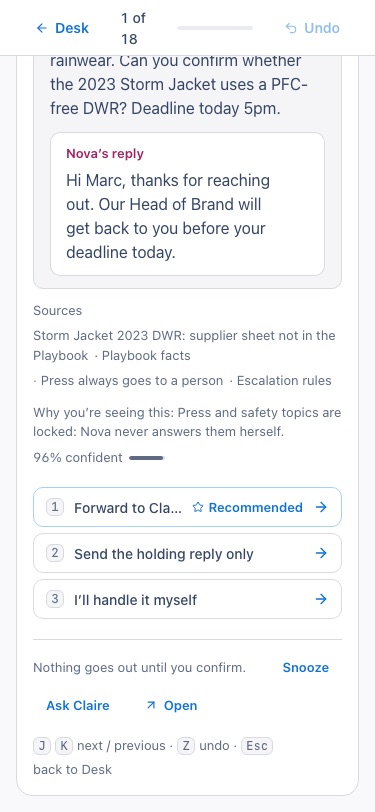 Desk
1 of
18
Undo
rainwear. Can you confirm whether
the 2023 Storm Jacket uses a PFC-
free DWR? Deadline today 5pm.
Nova’s reply
Hi Marc, thanks for reaching
out. Our Head of Brand will
get back to you before your
deadline today.
Sources
Storm Jacket 2023 DWR: supplier sheet not in the
Playbook · Playbook facts
· Press always goes to a person · Escalation rules
Why you’re seeing this: Press and safety topics are
locked: Nova never answers them herself.
96% confident
1 Forward to Cla... Recommended
2 Send the holding reply only
3 I’ll handle it myself
Nothing goes out until you confirm. Snooze
Ask Claire Open
J K next / previous · Z undo · Esc
back to Desk